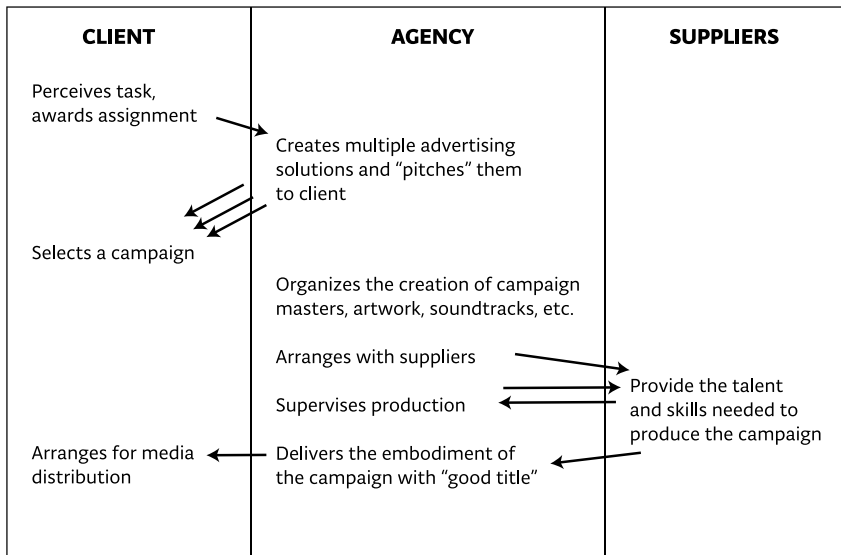 CLIENT
AGENCY
SUPPLIERS
Perceives task,
awards assignment
Creates multiple advertising
solutions and “pitches” them
to client
Selects a campaign
Organizes the creation of campaign
masters, artwork, soundtracks, etc.
Arranges with suppliers
Provide the talent
and skills needed to
produce the campaign
Supervises production
Arranges for media
distribution
Delivers the embodiment of
the campaign with “good title”